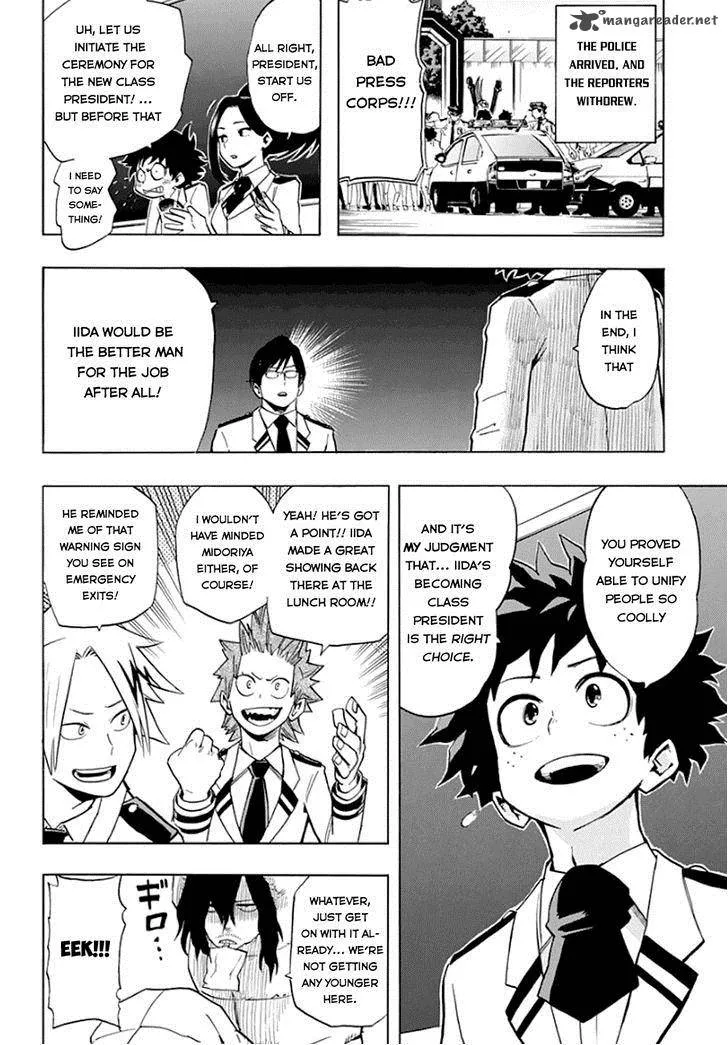 mangareader.net
THE POLICE
ARRIVED, AND
THE REPORTERS
WITHDREW.
BAD
PRESS
CORPS!!!
ALL RIGHT,
PRESIDENT,
START US
OFF.
UH, LET US
INITIATE THE
CEREMONY FOR
THE NEW CLASS
PRESIDENT! ...
BUT BEFORE THAT
I NEED
TO SAY
SOME-
THING!
IN THE
END, I
THINK
THAT
IIDA WOULD BE
THE BETTER MAN
FOR THE JOB
AFTER ALL!
YOU PROVED
YOURSELF
ABLE TO UNIFY
PEOPLE SO
COOLLY
AND IT'S
MY JUDGMENT
THAT... IIDA'S
BECOMING
CLASS
PRESIDENT
IS THE RIGHT
CHOICE.
YEAH! HE'S GOT
A POINT!! IIDA
MADE A GREAT
SHOWING BACK
THERE AT THE
LUNCH ROOM!!
I WOULDN'T
HAVE MINDED
MIDORIYA
EITHER, OF
COURSE!
HE REMINDED
ME OF THAT
WARNING SIGN
YOU SEE ON
EMERGENCY
EXITS!
WHATEVER,
JUST GET
ON WITH IT AL-
READY... WE'RE
NOT GETTING
ANY YOUNGER
HERE.
ギロ...
EEK!!!